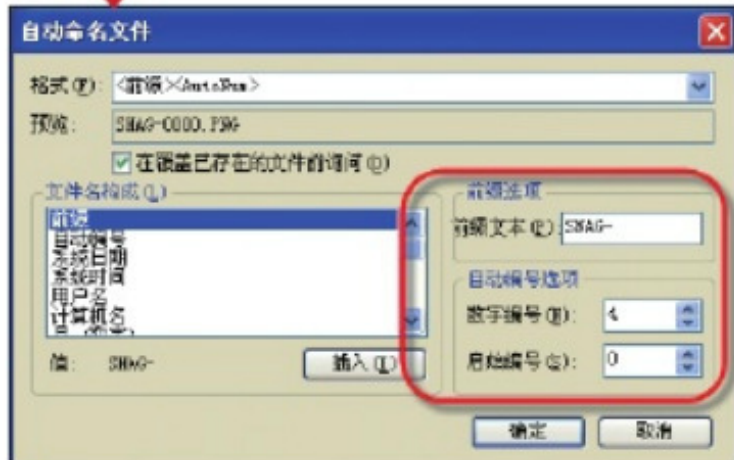 自动命名文件
格式(F): <前缀><AutoNum>
预览: SNAG-0000.PNG
在覆盖已存在的文件前询问(O)
文件名构成(L)
前缀
自动编号
系统日期
系统时间
用户名
计算机名
值: SNAG-
插入(I)
前缀选项
前缀文本(P): SNAG-
自动编号选项
数字编号(N): 4
启始编号(S): 0
确定 取消